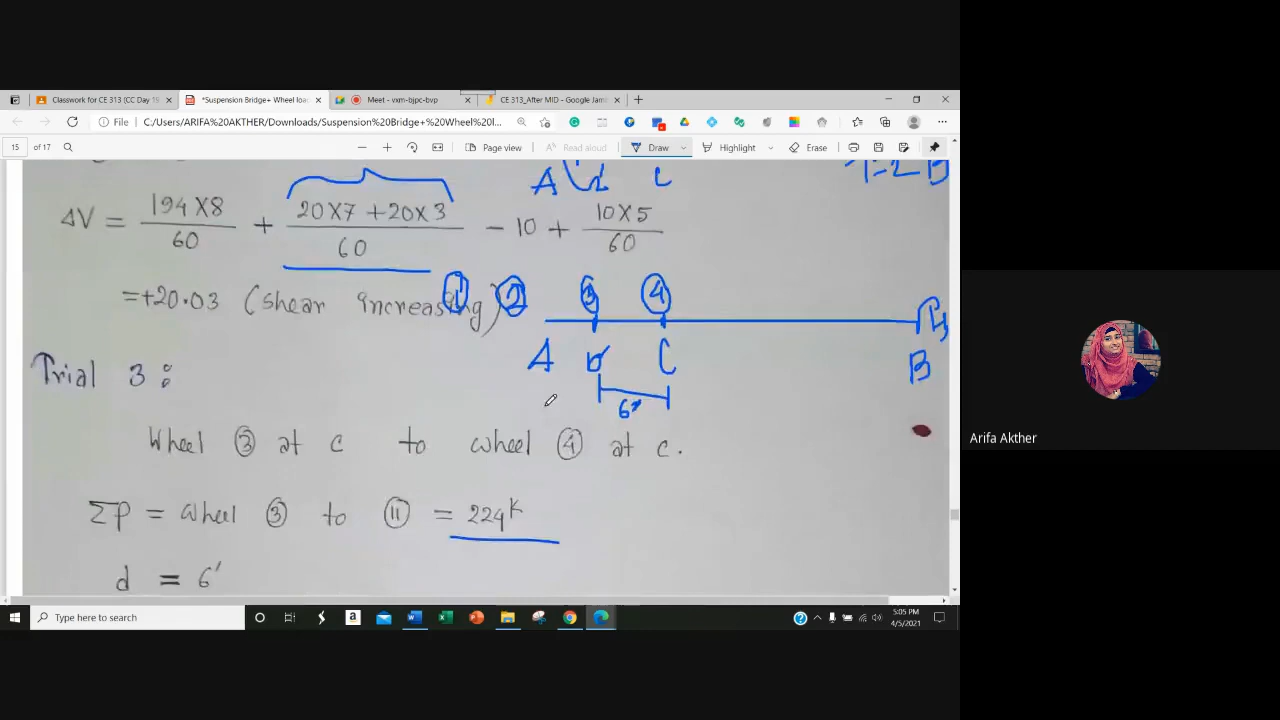 Classwork for CE 313 (CC Day 19
*Suspension Bridge+ Wheel loa
Meet - vxm-bjpc-bvp
CE 313_After MID - Google Jam
File
C:/Users/ARIFA%20AKTHER/Downloads/Suspension%20Bridge+%20Wheel%20l...
15 of 17
Page view
Read aloud
Draw
Highlight
Erase
A C
ΔV = 194X8/60 + (20X7 + 20X3)/60 - 10 + 10X5/60
=+20.03 (shear increasing)
1 2 3 4
A C B
6'
Trial 3:
Wheel ③ at c to wheel ④ at c.
ΣP = wheel ③ to ⑪ = 224k
d = 6'
Arifa Akther
Type here to search
5:05 PM
4/5/2021